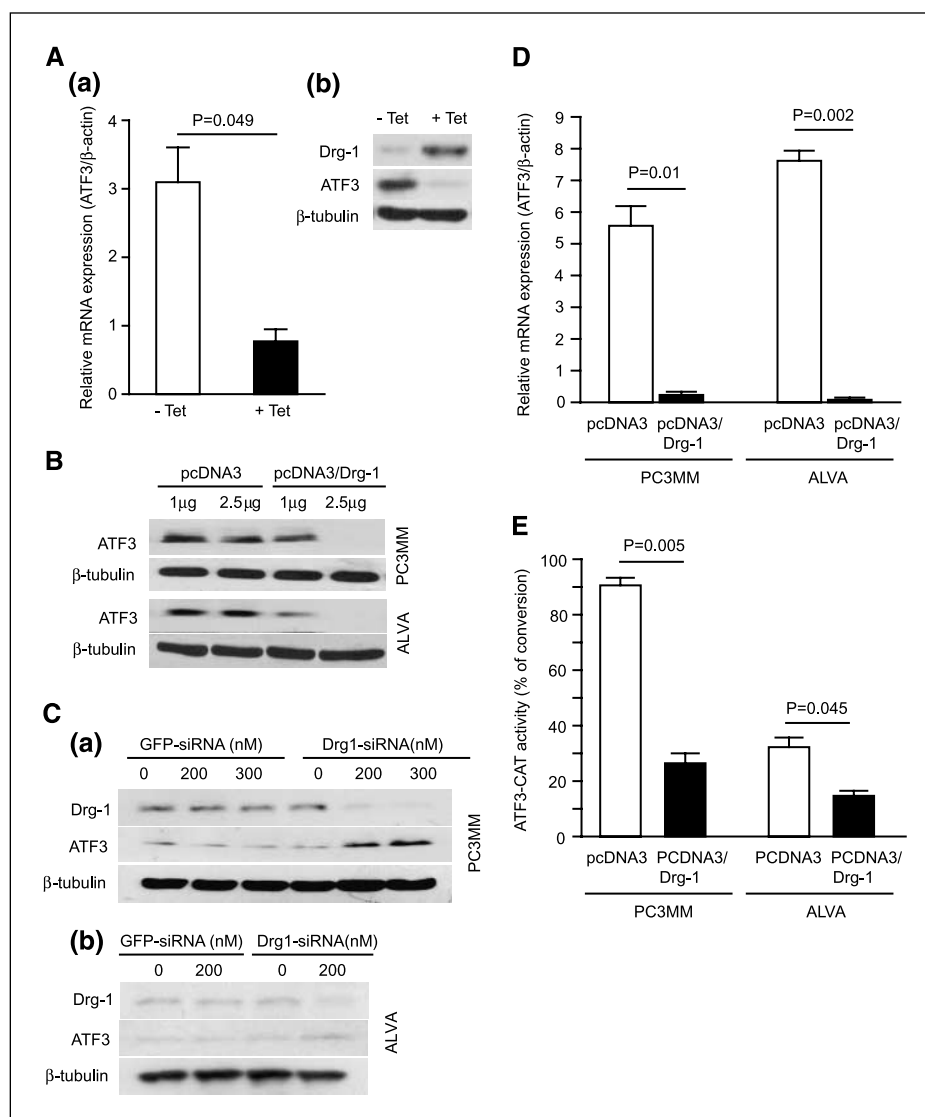 A
(a)
Relative mRNA expression (ATF3/β-actin)
4
3
2
1
0
P=0.049
- Tet
+ Tet
(b)
- Tet + Tet
Drg-1
ATF3
β-tubulin
B
pcDNA3 pcDNA3/Drg-1
1μg 2.5μg 1μg 2.5μg
ATF3
β-tubulin
PC3MM
ATF3
β-tubulin
ALVA
C
(a)
GFP-siRNA (nM) Drg1-siRNA(nM)
0 200 300 0 200 300
Drg-1
ATF3
β-tubulin
PC3MM
(b)
GFP-siRNA (nM) Drg1-siRNA(nM)
0 200 0 200
Drg-1
ATF3
β-tubulin
ALVA
D
Relative mRNA expression (ATF3/β-actin)
9
8
7
6
5
4
3
2
1
0
P=0.01
P=0.002
pcDNA3 pcDNA3/ pcDNA3 pcDNA3/
Drg-1 Drg-1
PC3MM ALVA
E
ATF3-CAT activity (% of conversion)
100
80
60
40
20
0
P=0.005
P=0.045
pcDNA3 PCDNA3/ PCDNA3 PCDNA3/
Drg-1 Drg-1
PC3MM ALVA